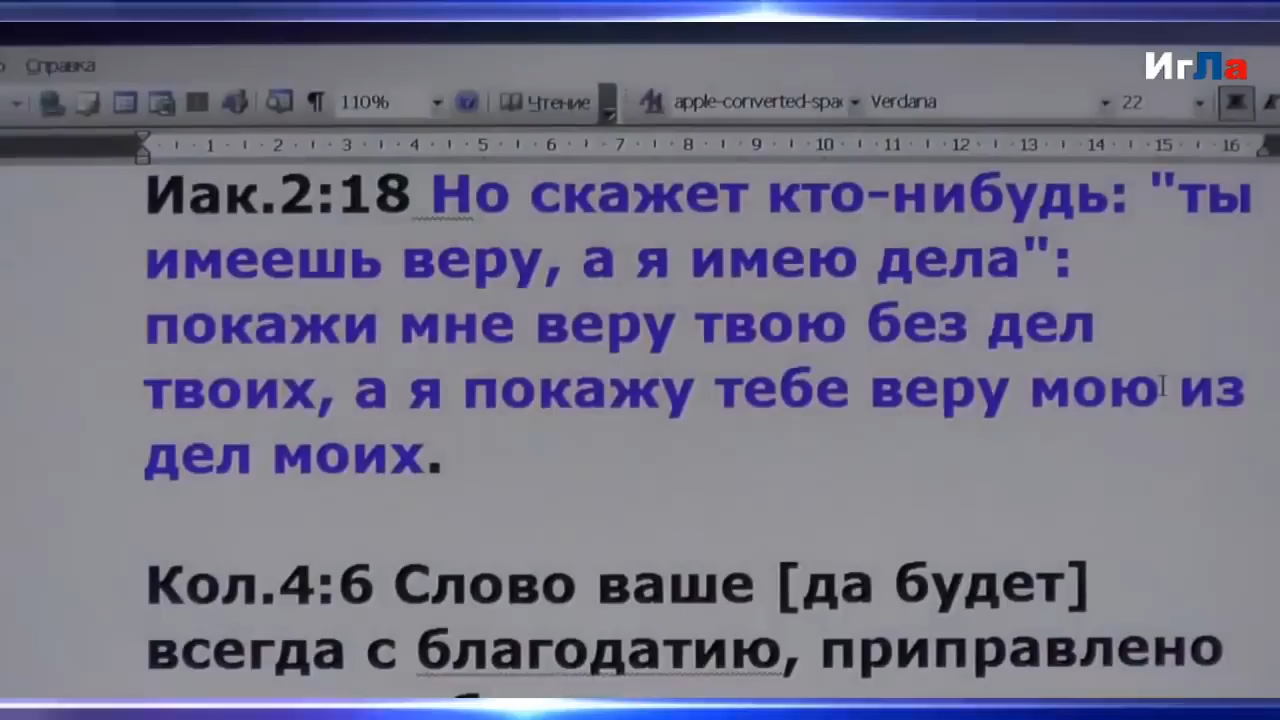 Справка
ИгЛа
110%
Чтение
apple-converted-spa
Verdana
22
1 2 3 4 5 6 7 8 9 10 11 12 13 14 15 16
Иак.2:18 Но скажет кто-нибудь: "ты
имеешь веру, а я имею дела":
покажи мне веру твою без дел
твоих, а я покажу тебе веру мою из
дел моих.
Кол.4:6 Слово ваше [да будет]
всегда с благодатию, приправлено